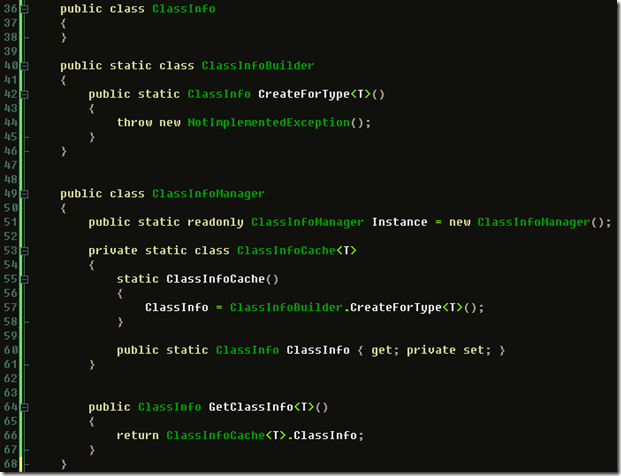 36 public class ClassInfo
37 {
38 }
39
40 public static class ClassInfoBuilder
41 {
42     public static ClassInfo CreateForType<T>()
43     {
44         throw new NotImplementedException();
45     }
46 }
47
48
49 public class ClassInfoManager
50 {
51     public static readonly ClassInfoManager Instance = new ClassInfoManager();
52
53     private static class ClassInfoCache<T>
54     {
55         static ClassInfoCache()
56         {
57             ClassInfo = ClassInfoBuilder.CreateForType<T>();
58         }
59
60         public static ClassInfo ClassInfo { get; private set; }
61     }
62
63
64     public ClassInfo GetClassInfo<T>()
65     {
66         return ClassInfoCache<T>.ClassInfo;
67     }
68 }